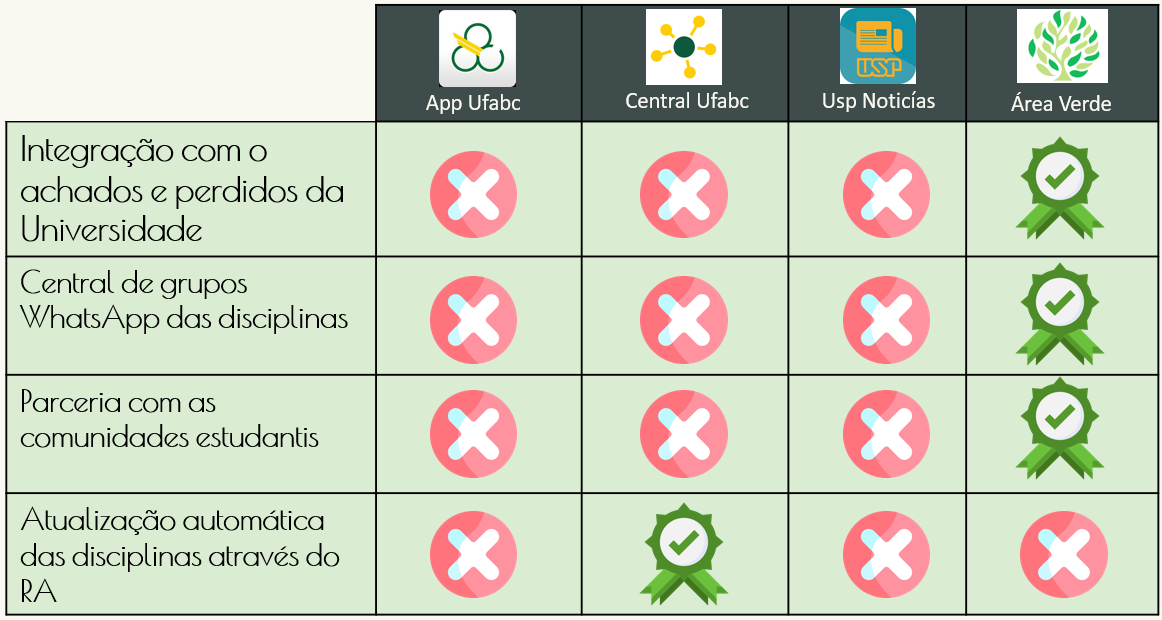 USP
App Ufabc
Central Ufabc
Usp Noticías
Área Verde
Integração com o
achados e perdidos da
Universidade
Central de grupos
WhatsApp das disciplinas
Parceria com as
comunidades estudantis
Atualização automática
das disciplinas através do
RA